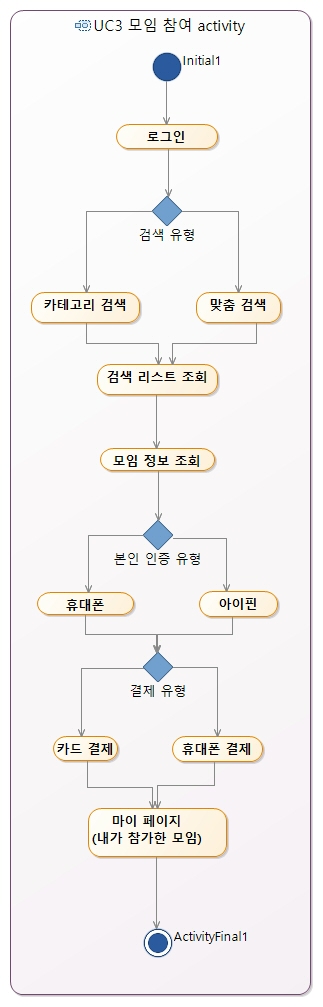 UC3 모임 참여 activity
Initial1
로그인
검색 유형
카테고리 검색
맞춤 검색
검색 리스트 조회
모임 정보 조회
본인 인증 유형
휴대폰
아이핀
결제 유형
카드 결제
휴대폰 결제
마이 페이지
(내가 참가한 모임)
ActivityFinal1